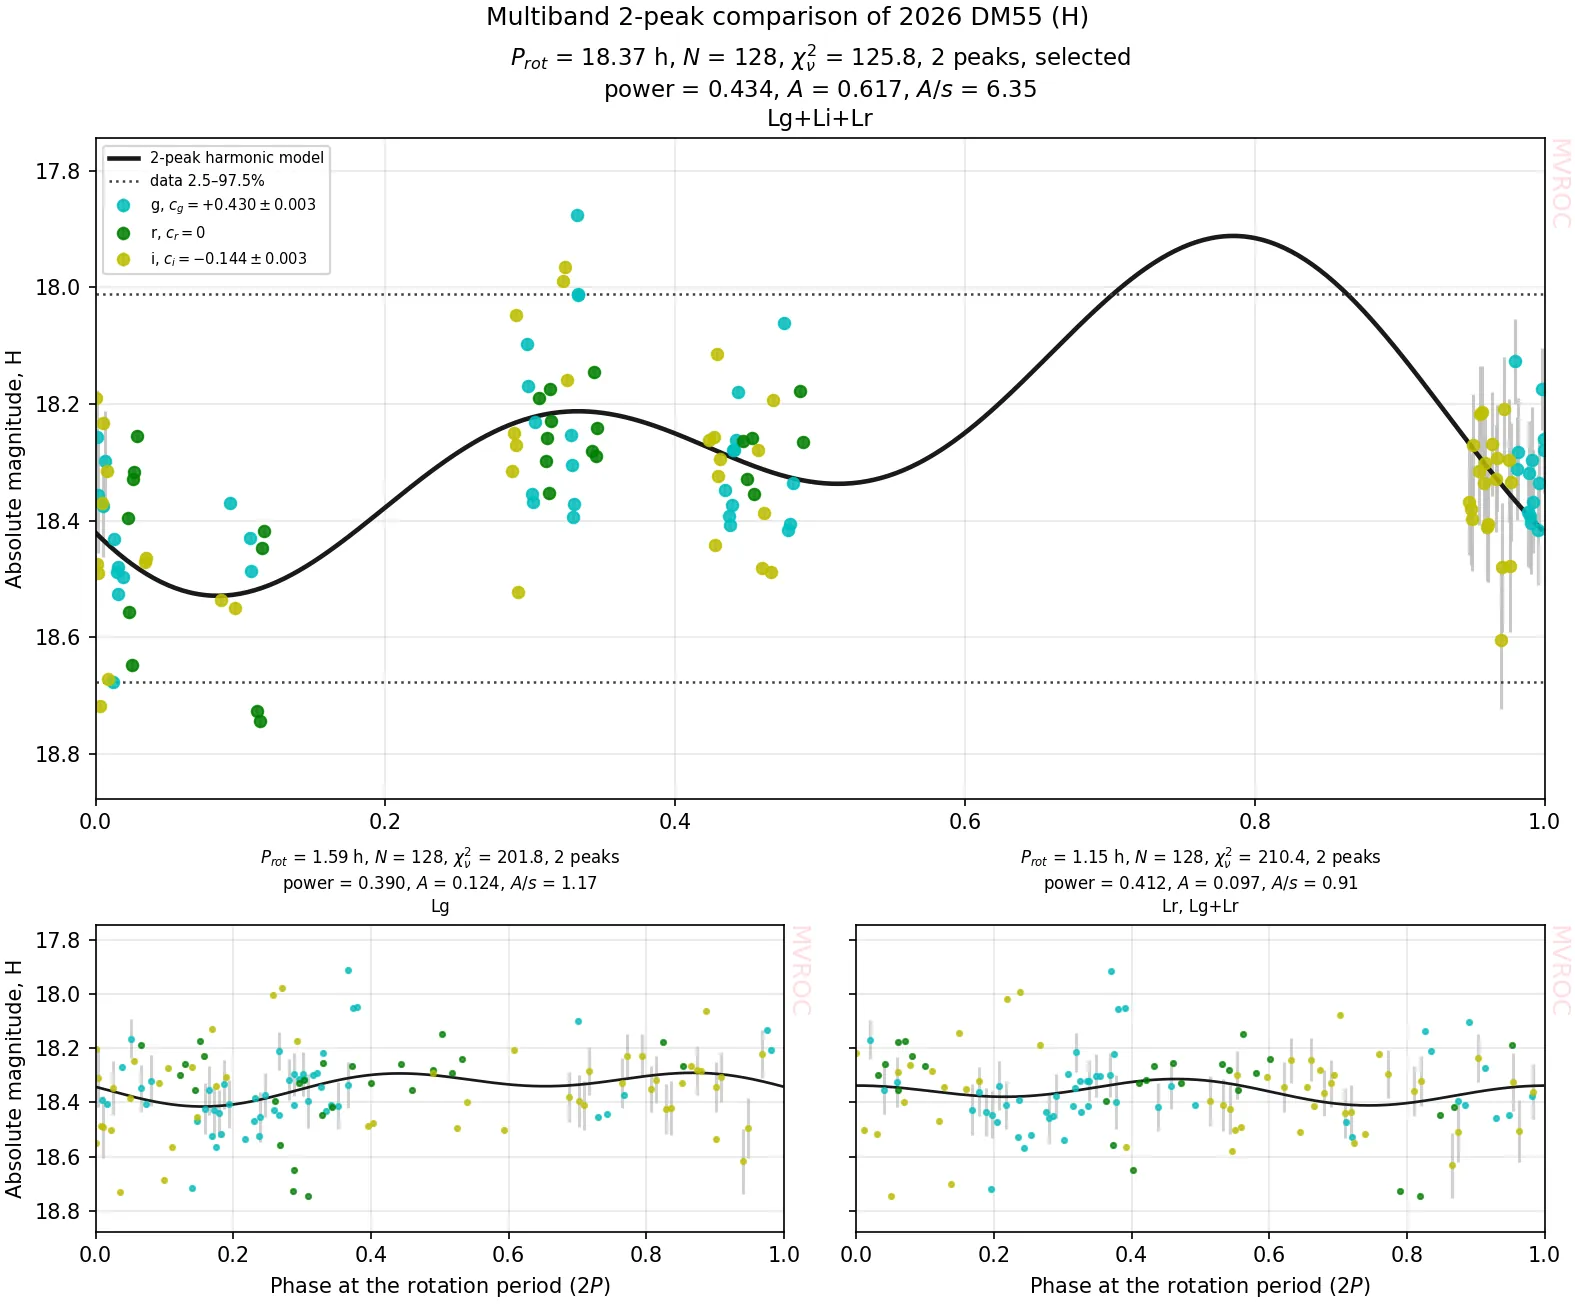 Multiband 2-peak comparison of 2026 DM55 (H)
P_rot = 18.37 h, N = 128, χ²_ν = 125.8, 2 peaks, selected
power = 0.434, A = 0.617, A/s = 6.35
Lg+Li+Lr
2-peak harmonic model
data 2.5–97.5%
g, c_g = +0.430 ± 0.003
r, c_r = 0
i, c_i = −0.144 ± 0.003
MVROC
Absolute magnitude, H
17.8
18.0
18.2
18.4
18.6
18.8
0.0 0.2 0.4 0.6 0.8 1.0
P_rot = 1.59 h, N = 128, χ²_ν = 201.8, 2 peaks
power = 0.390, A = 0.124, A/s = 1.17
Lg
MVROC
Absolute magnitude, H
17.8
18.0
18.2
18.4
18.6
18.8
0.0 0.2 0.4 0.6 0.8 1.0
Phase at the rotation period (2P)
P_rot = 1.15 h, N = 128, χ²_ν = 210.4, 2 peaks
power = 0.412, A = 0.097, A/s = 0.91
Lr, Lg+Lr
MVROC
0.0 0.2 0.4 0.6 0.8 1.0
Phase at the rotation period (2P)